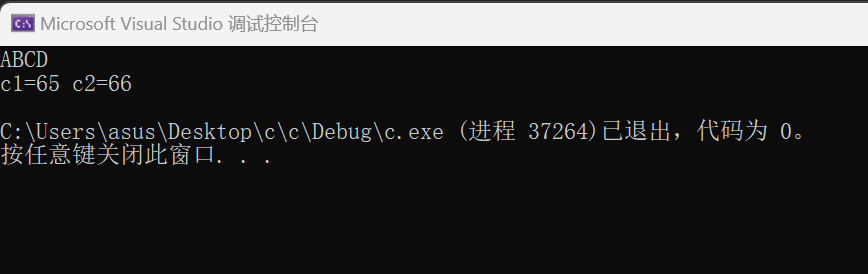 Microsoft Visual Studio 调试控制台
ABCD
c1=65 c2=66
C:\Users\asus\Desktop\c\c\Debug\c.exe (进程 37264)已退出，代码为 0。
按任意键关闭此窗口. . .